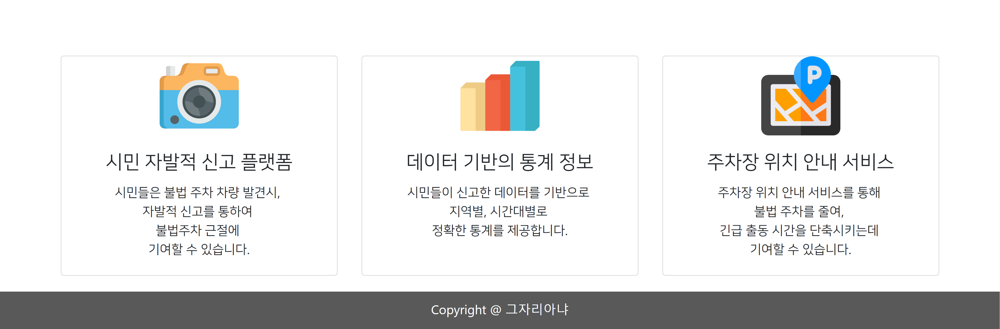 P
시민 자발적 신고 플랫폼
시민들은 불법 주차 차량 발견시,
자발적 신고를 통하여
불법주차 근절에
기여할 수 있습니다.
데이터 기반의 통계 정보
시민들이 신고한 데이터를 기반으로
지역별, 시간대별로
정확한 통계를 제공합니다.
주차장 위치 안내 서비스
주차장 위치 안내 서비스를 통해
불법 주차를 줄여,
긴급 출동 시간을 단축시키는데
기여할 수 있습니다.
Copyright @ 그자리아냐